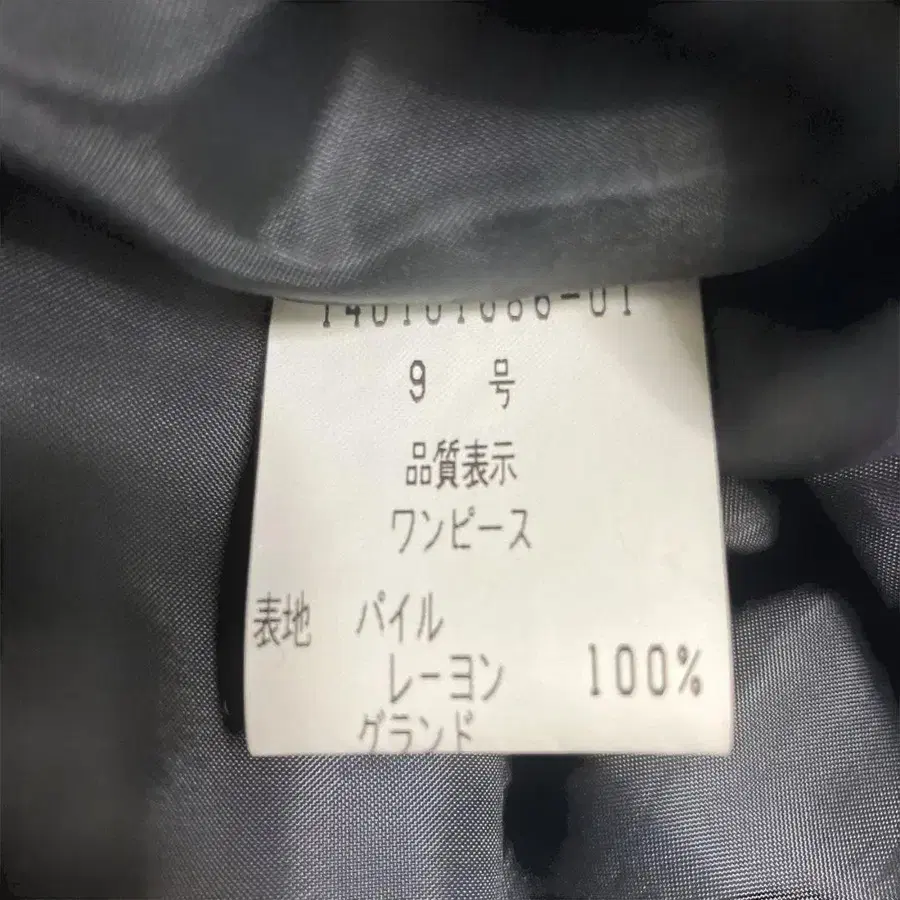 9 号
品質表示
ワンピース
表地 パイル
レーヨン 100%
グランド